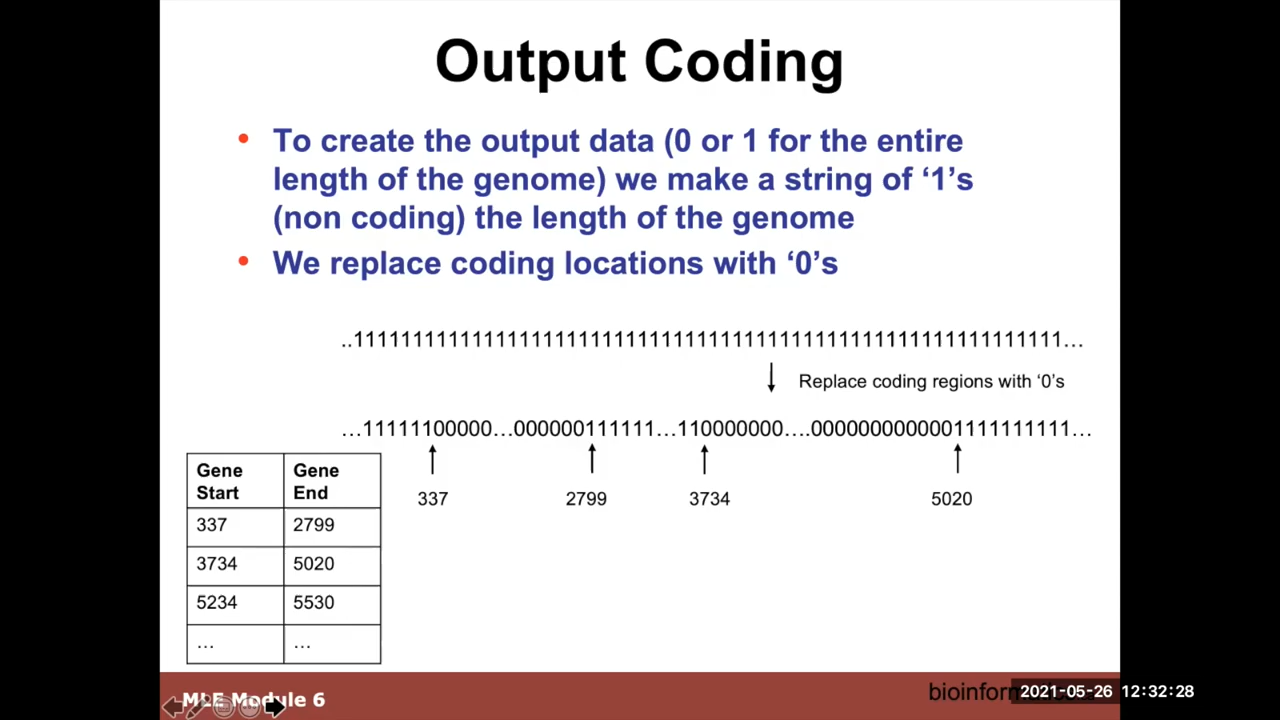 Output Coding
• To create the output data (0 or 1 for the entire
length of the genome) we make a string of ‘1’s
(non coding) the length of the genome
• We replace coding locations with ‘0’s
..111111111111111111111111111111111111111111111111111111111111…
Replace coding regions with ‘0’s
…11111100000…000000111111…110000000….0000000000001111111111…
337 2799 3734 5020
Gene Start Gene End
337 2799
3734 5020
5234 5530
… …
MLE Module 6
2021-05-26 12:32:28